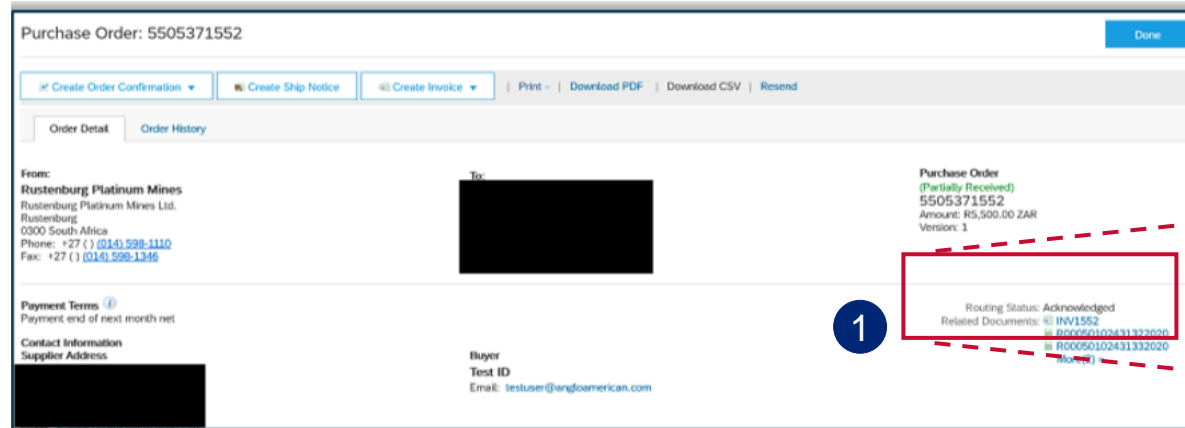 Purchase Order: 5505371552
Done
Create Order Confirmation
Create Ship Notice
Create Invoice
| Print - | Download PDF | Download CSV | Resend
Order Detail
Order History
From:
Rustenburg Platinum Mines
Rustenburg Platinum Mines Ltd.
Rustenburg
0300 South Africa
Phone: +27 ( ) (014) 598-1110
Fax: +27 ( ) (014) 598-1346
To:
Purchase Order
(Partially Received)
5505371552
Amount: R5,500.00 ZAR
Version: 1
Payment Terms
Payment end of next month net
Contact Information
Supplier Address
Buyer
Test ID
Email: testuser@angloamerican.com
1
Routing Status: Acknowledged
Related Documents: INV1552
R00050102431322020
R00050102431332020
More(2) »